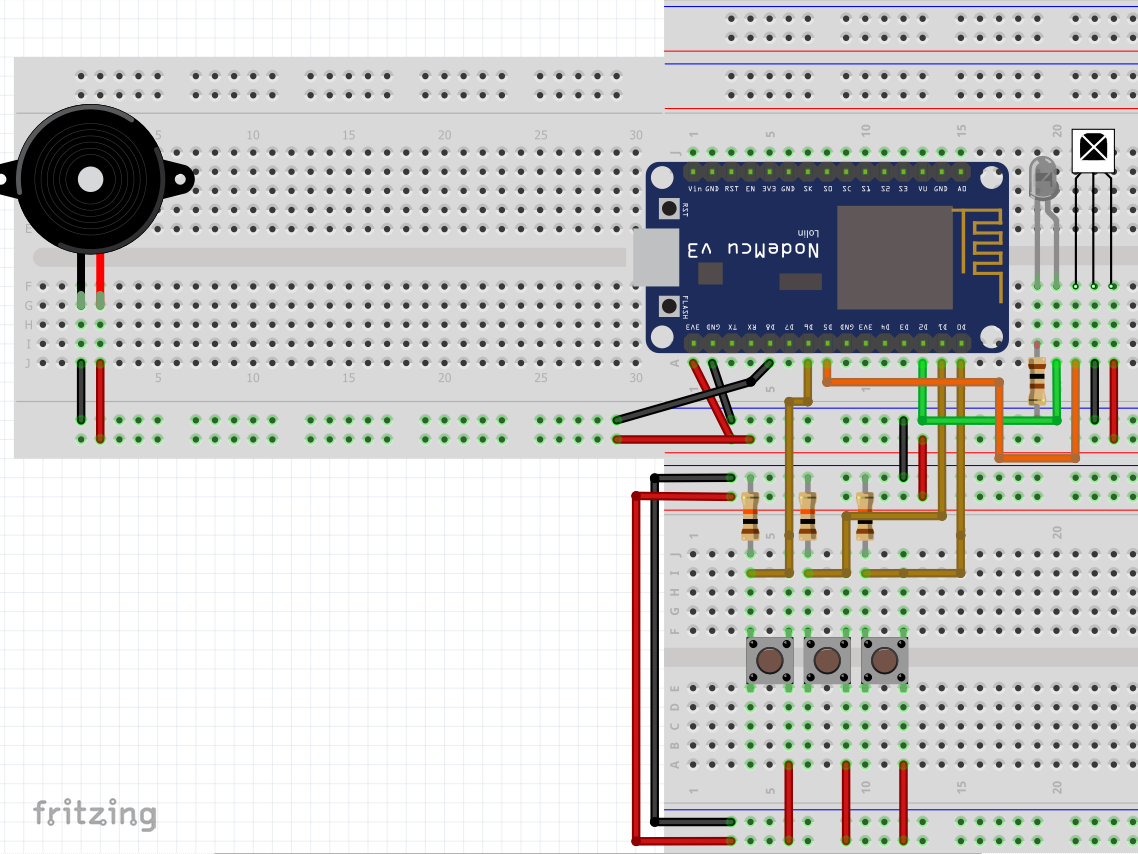 5 10 15 20 25 30
1 5 10 15 20
J
Vin GND RST EN 3V3 GND SK SO SC S1 S2 S3 VU GND AO
RST
E
Lolin
NodeMcu v3
F
G
H
I
J
FLASH
3V3 GND TX RX D8 D7 D6 D5 GND 3V3 D4 D3 D2 D1 D0
A
5 10 15 20 25 30
1
1 5 20
J
I
H
G
F
E
D
C
B
A
1 5 10 15 20
fritzing